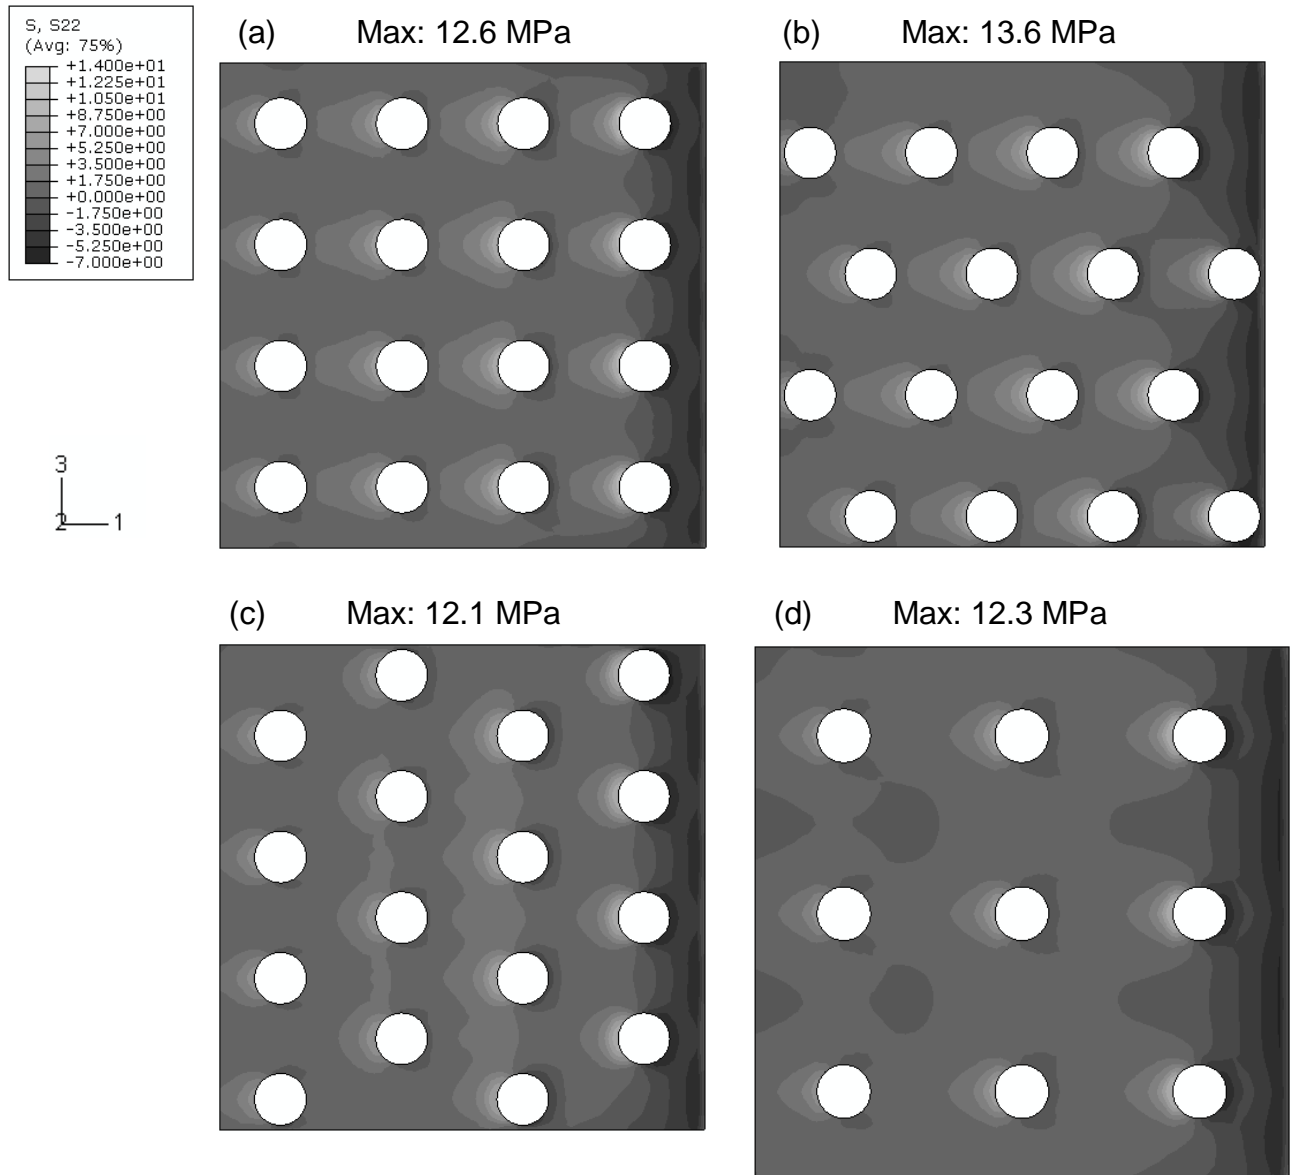 S, S22
(Avg: 75%)
+1.400e+01
+1.225e+01
+1.050e+01
+8.750e+00
+7.000e+00
+5.250e+00
+3.500e+00
+1.750e+00
+0.000e+00
-1.750e+00
-3.500e+00
-5.250e+00
-7.000e+00
(a) Max: 12.6 MPa
(b) Max: 13.6 MPa
3
2 1
(c) Max: 12.1 MPa
(d) Max: 12.3 MPa